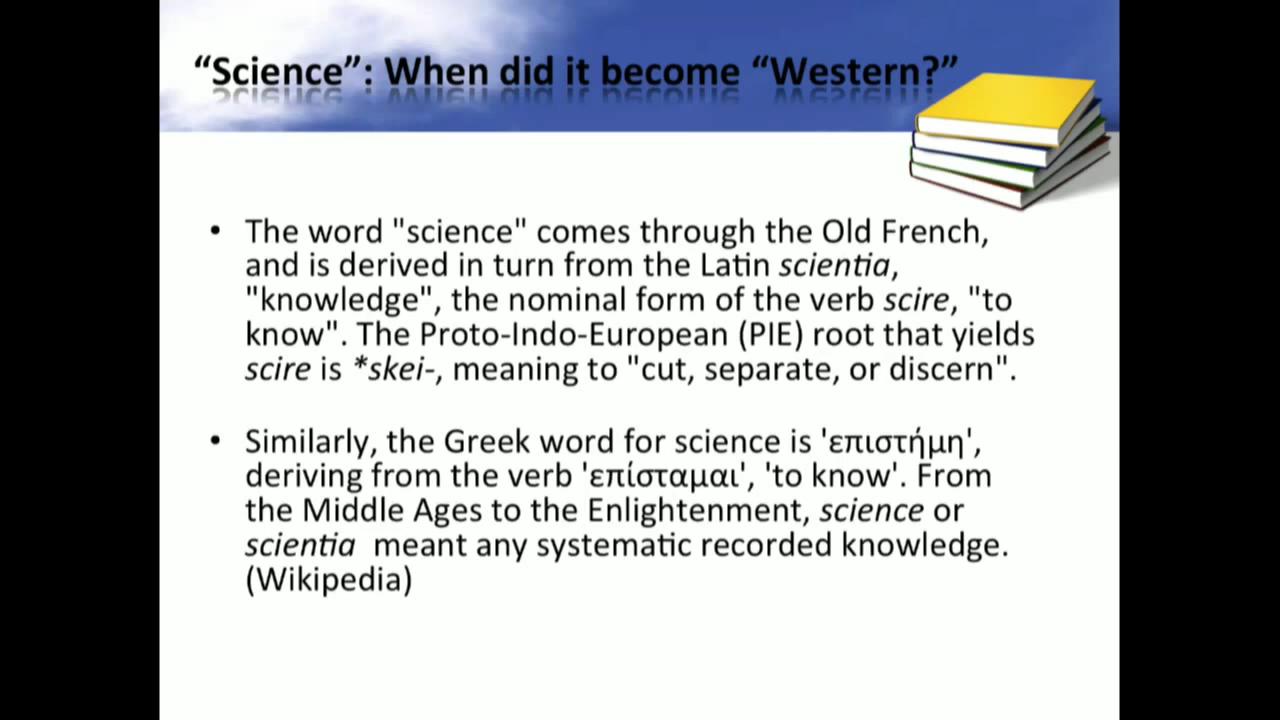 “Science”: When did it become “Western?”
• The word "science" comes through the Old French,
and is derived in turn from the Latin scientia,
"knowledge", the nominal form of the verb scire, "to
know". The Proto-Indo-European (PIE) root that yields
scire is *skei-, meaning to "cut, separate, or discern".
• Similarly, the Greek word for science is 'επιστήμη',
deriving from the verb 'επίσταμαι', 'to know'. From
the Middle Ages to the Enlightenment, science or
scientia meant any systematic recorded knowledge.
(Wikipedia)